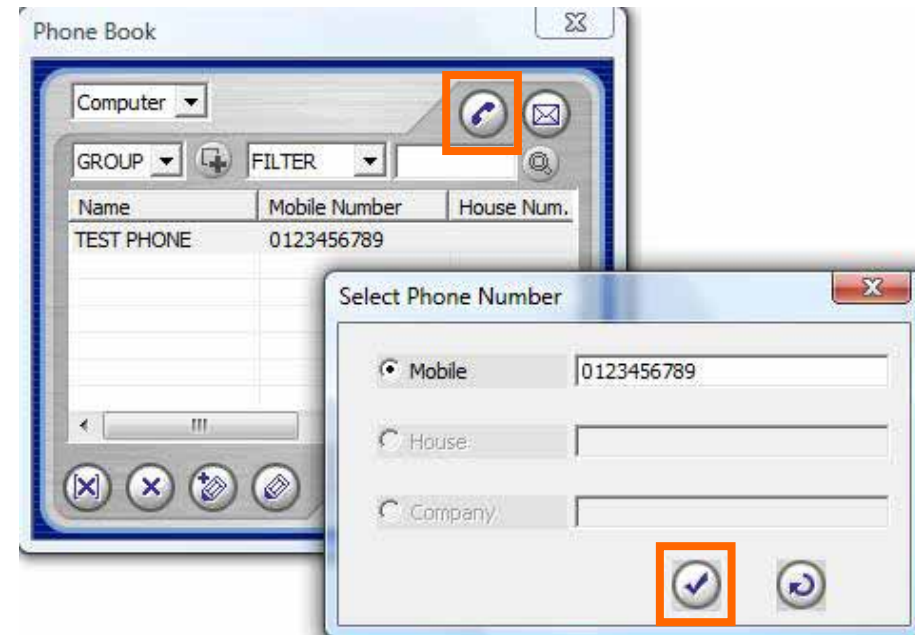 Phone Book
Computer
GROUP FILTER
Name Mobile Number House Num.
TEST PHONE 0123456789
Select Phone Number
Mobile 0123456789
House
Company